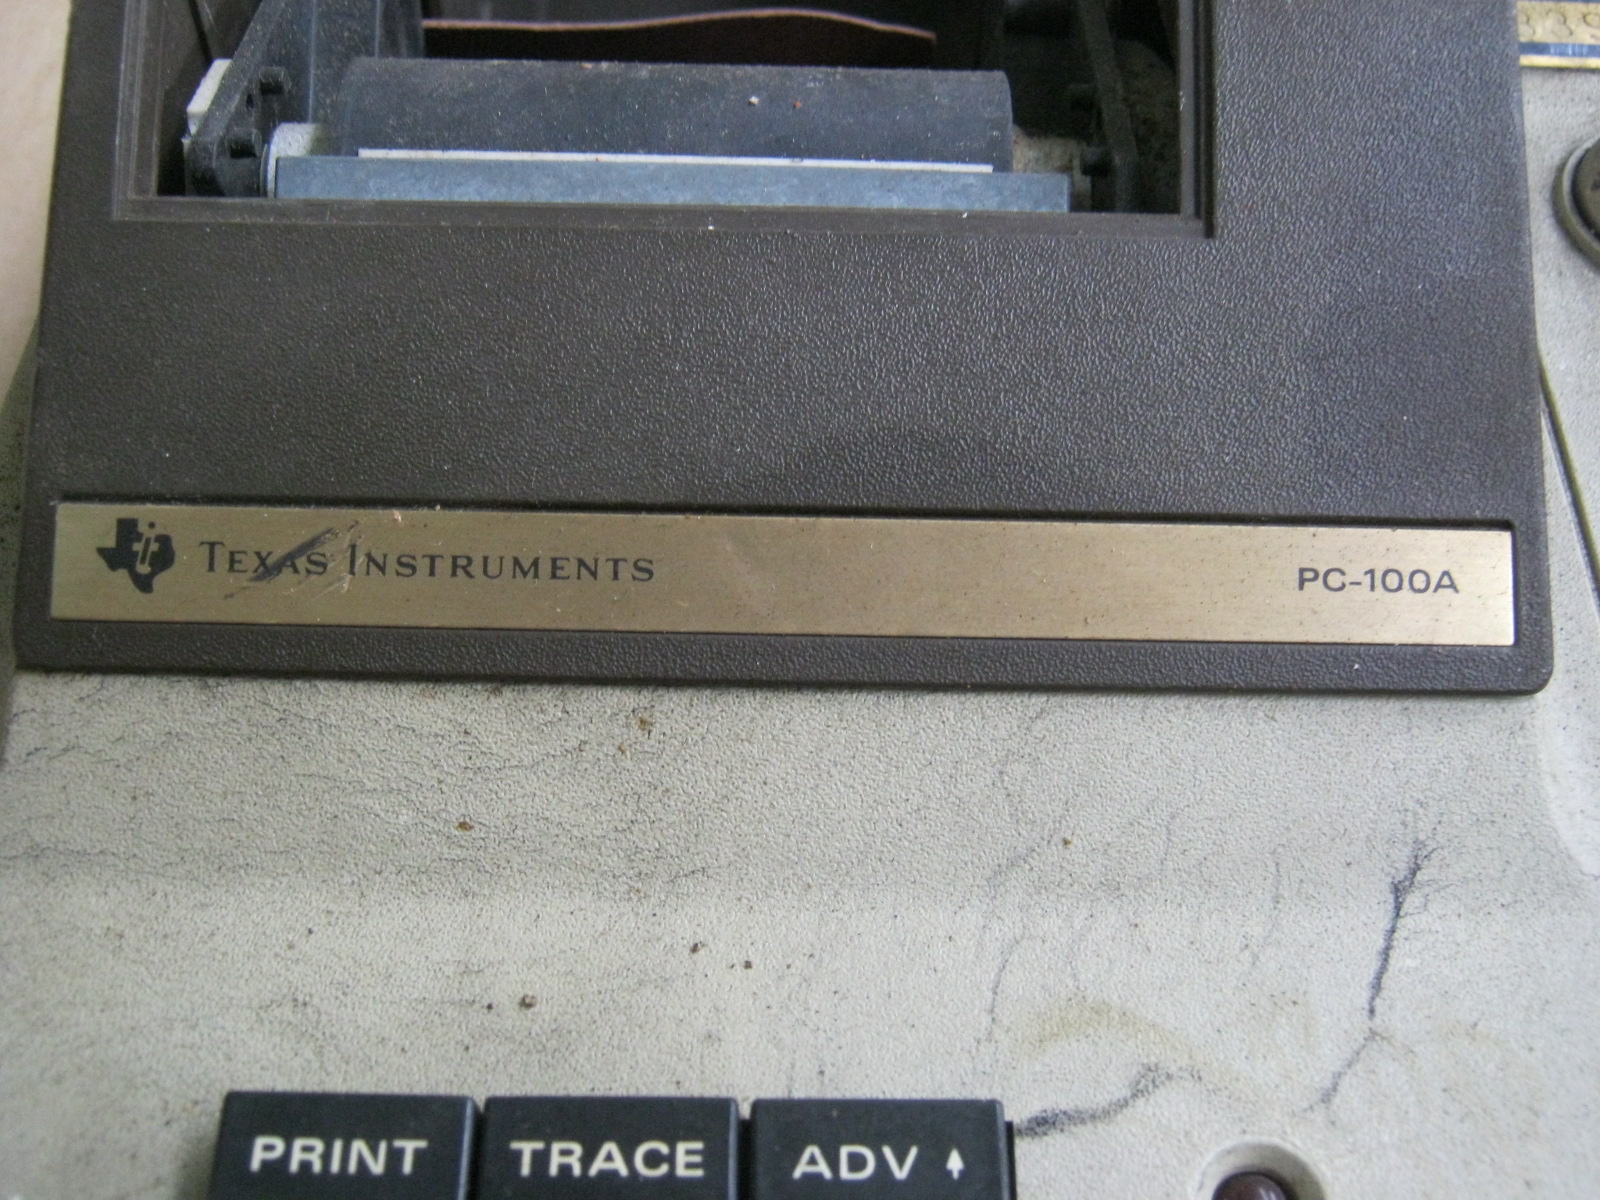 TEXAS INSTRUMENTS
PC-100A
PRINT TRACE ADV ↑